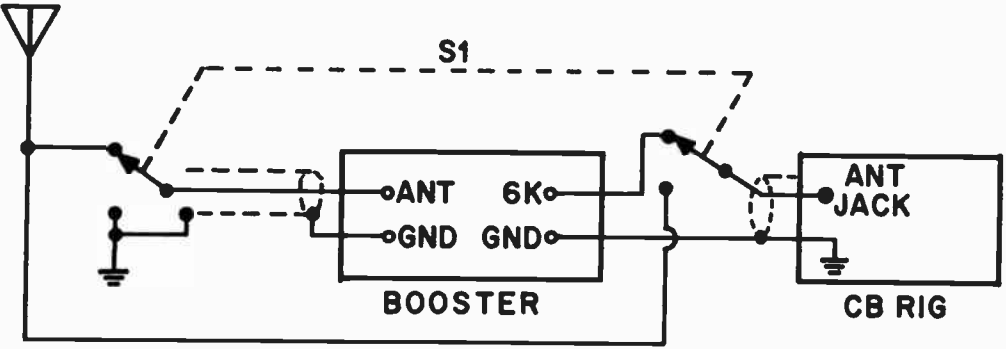 S1
ANT
6K
GND
GND
BOOSTER
ANT
JACK
CB RIG